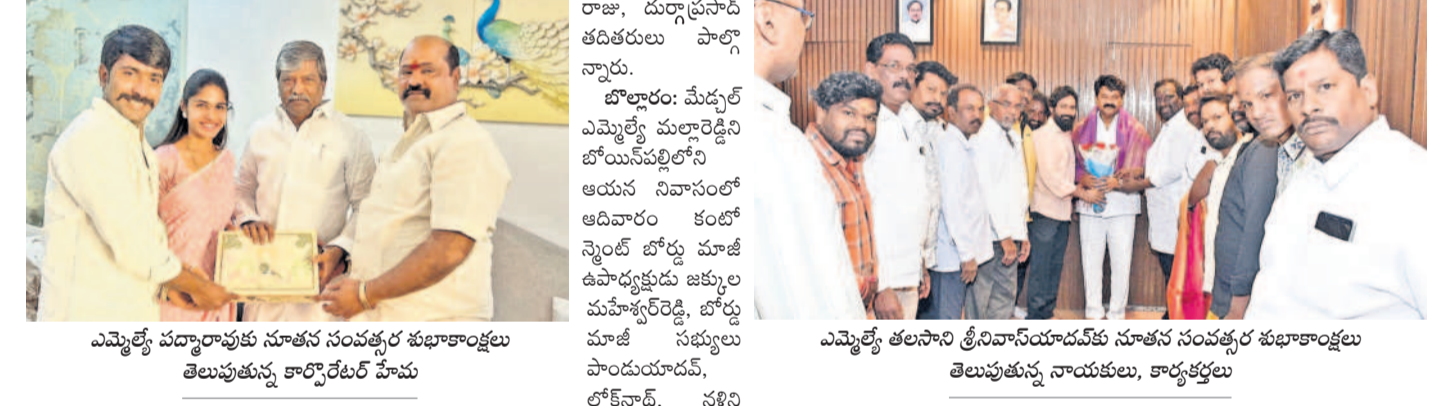 ఎమ్మెల్యే పద్మారావుకు నూతన సంవత్సర శుభాకాంక్షలు
తెలుపుతున్న కార్పొరేటర్ హేమ
రాజు, దుర్గాప్రసాద్
తదితరులు పాల్గొ
న్నారు.
బొల్లారం: మేడ్చల్
ఎమ్మెల్యే మల్లారెడ్డిని
బోయిన్‌పల్లిలోని
ఆయన నివాసంలో
ఆదివారం కంటో
న్మెంట్ బోర్డు మాజీ
ఉపాధ్యక్షుడు జక్కుల
మహేశ్వర్‌రెడ్డి, బోర్డు
మాజీ సభ్యులు
పాండుయాదవ్,
లోక్‌నాథ్, నళిని
ఎమ్మెల్యే తలసాని శ్రీనివాస్‌యాదవ్‌కు నూతన సంవత్సర శుభాకాంక్షలు
తెలుపుతున్న నాయకులు, కార్యకర్తలు